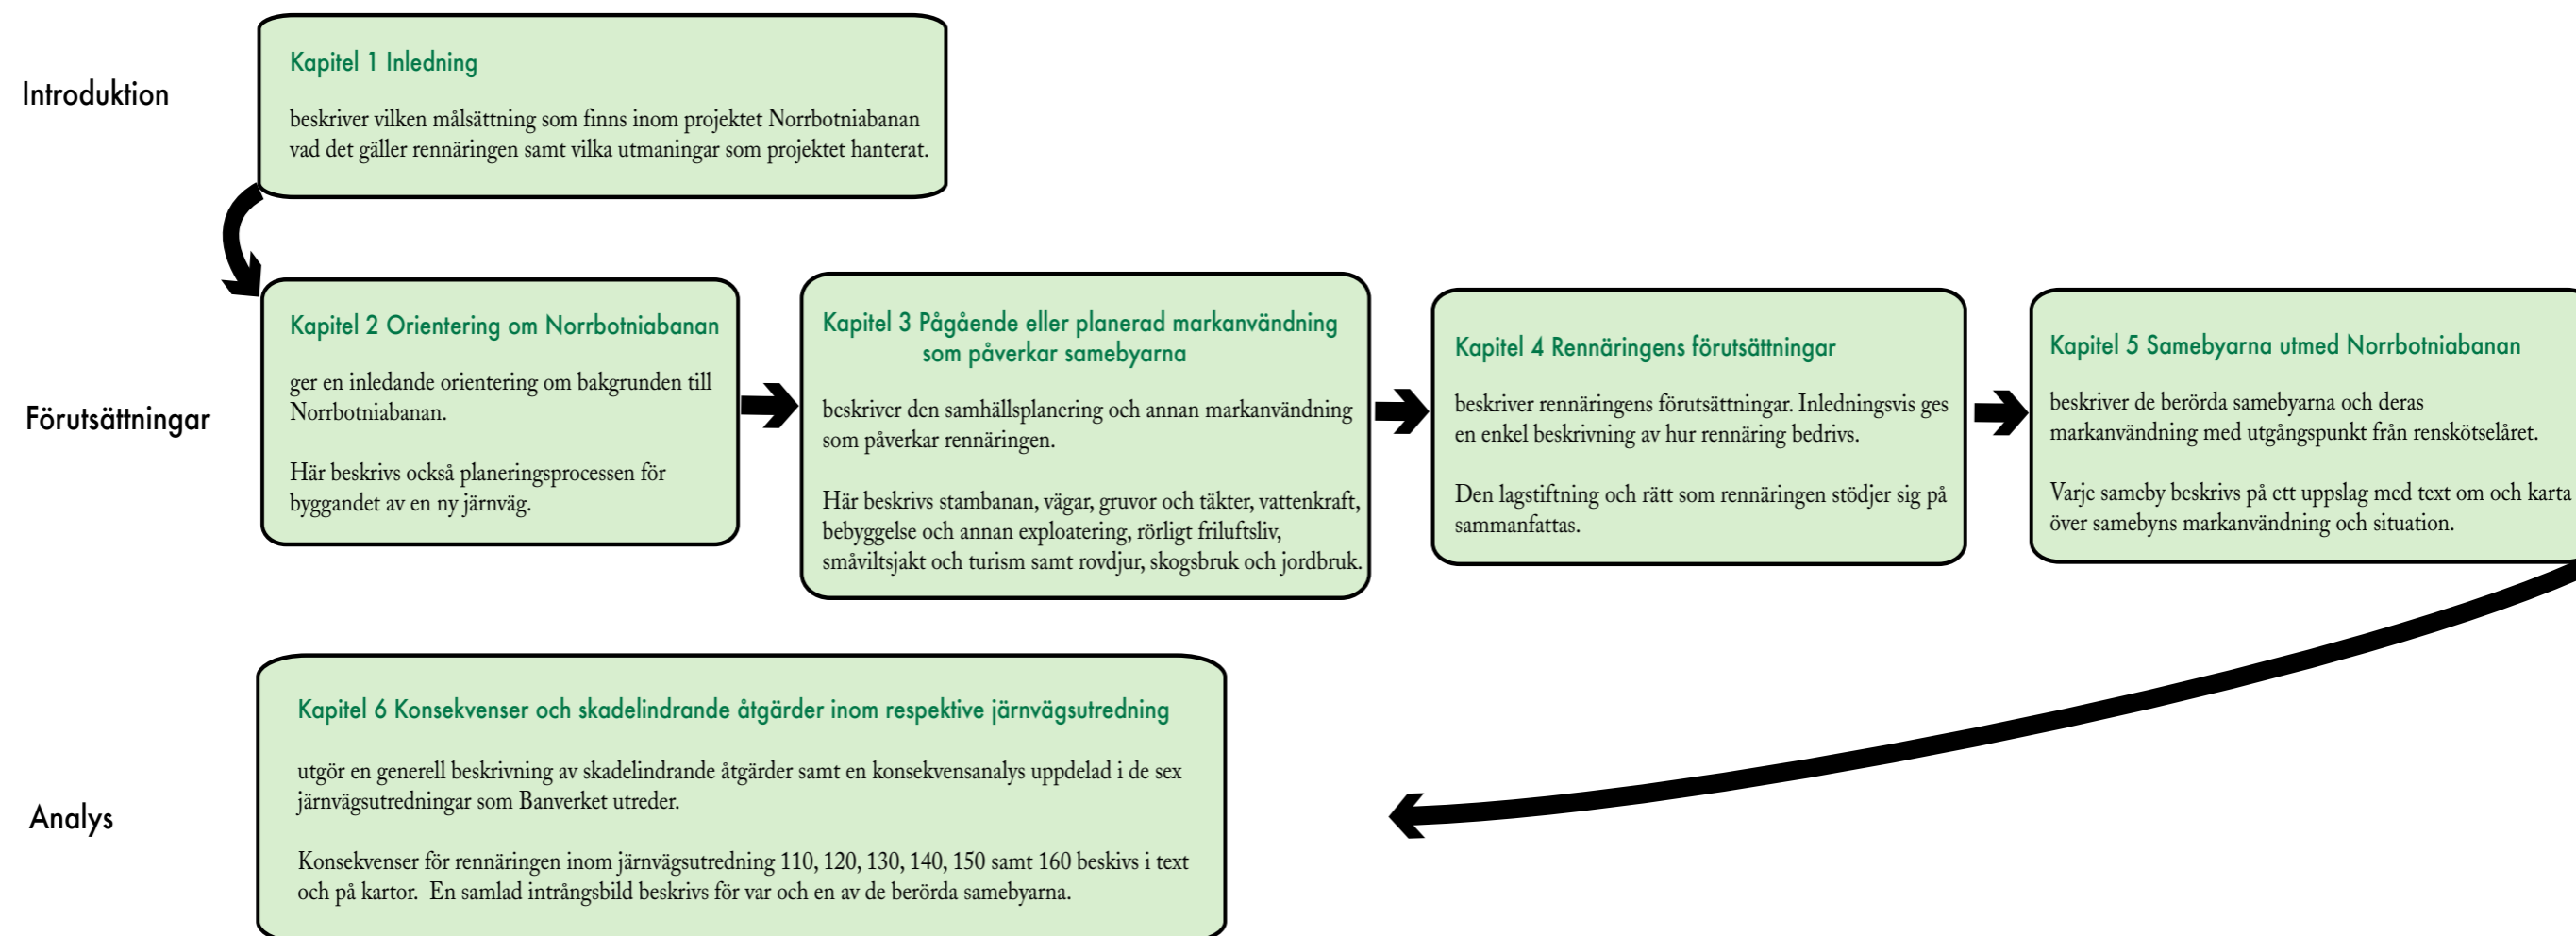 Introduktion
Kapitel 1 Inledning
beskriver vilken målsättning som finns inom projektet Norrbotniabanan
vad det gäller rennäringen samt vilka utmaningar som projektet hanterat.
Förutsättningar
Kapitel 2 Orientering om Norrbotniabanan
ger en inledande orientering om bakgrunden till
Norrbotniabanan.
Här beskrivs också planeringsprocessen för
byggandet av en ny järnväg.
Kapitel 3 Pågående eller planerad markanvändning
som påverkar samebyarna
beskriver den samhällsplanering och annan markanvändning
som påverkar rennäringen.
Här beskrivs stambanan, vägar, gruvor och täkter, vattenkraft,
bebyggelse och annan exploatering, rörligt friluftsliv,
småviltsjakt och turism samt rovdjur, skogsbruk och jordbruk.
Kapitel 4 Rennäringens förutsättningar
beskriver rennäringens förutsättningar. Inledningsvis ges
en enkel beskrivning av hur rennäring bedrivs.
Den lagstiftning och rätt som rennäringen stödjer sig på
sammanfattas.
Kapitel 5 Samebyarna utmed Norrbotniabanan
beskriver de berörda samebyarna och deras
markanvändning med utgångspunkt från renskötselåret.
Varje sameby beskrivs på ett uppslag med text om och karta
över samebyns markanvändning och situation.
Analys
Kapitel 6 Konsekvenser och skadelindrande åtgärder inom respektive järnvägsutredning
utgör en generell beskrivning av skadelindrande åtgärder samt en konsekvensanalys uppdelad i de sex
järnvägsutredningar som Banverket utreder.
Konsekvenser för rennäringen inom järnvägsutredning 110, 120, 130, 140, 150 samt 160 beskivs i text
och på kartor. En samlad intrångsbild beskrivs för var och en av de berörda samebyarna.